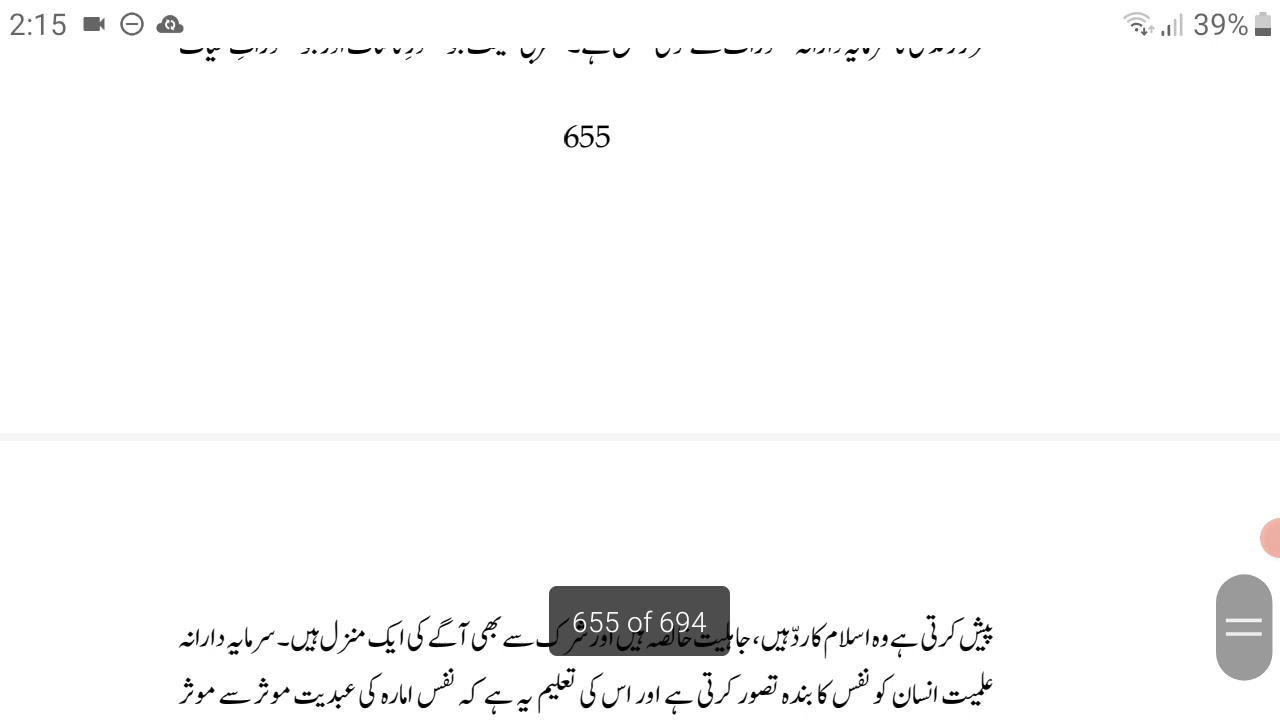 2:15 39%
655
پیش کرتی ہے وہ اسلام کا ردّ ہیں، جاہلیت خالصہ ہیں اور شرک سے بھی آگے کی ایک منزل ہیں۔ سرمایہ دارانہ
655 of 694
علمیت انسان کو نفس کا بندہ تصور کرتی ہے اور اس کی تعلیم یہ ہے کہ نفس امارہ کی عبدیت موثر سے موثر